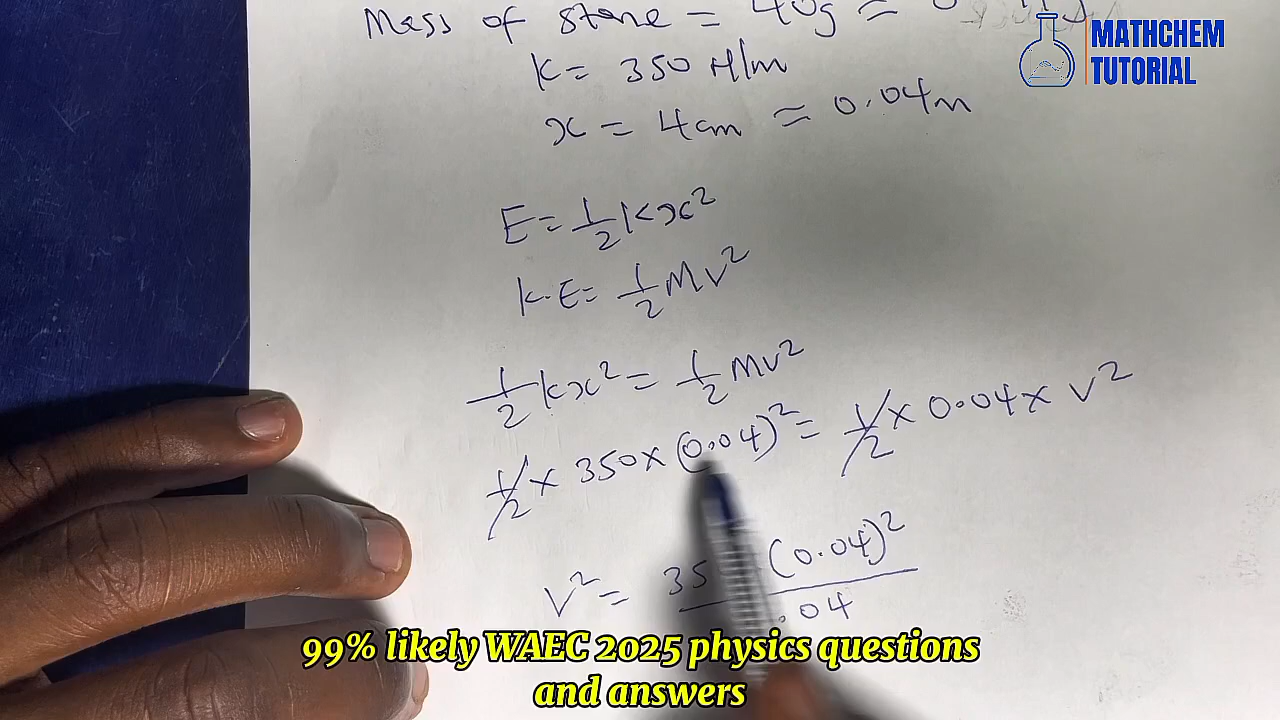 Mass of stone = 40g ≈ 0
MATHCHEM
TUTORIAL
K = 350 N/m
x = 4cm ≈ 0.04m
E = 1/2 Kx²
K.E = 1/2 MV²
1/2 Kx² = 1/2 MV²
1/2 x 350 x (0.04)² = 1/2 x 0.04 x V²
V² = 35 (0.04)² / .04
99% likely WAEC 2025 physics questions
and answers